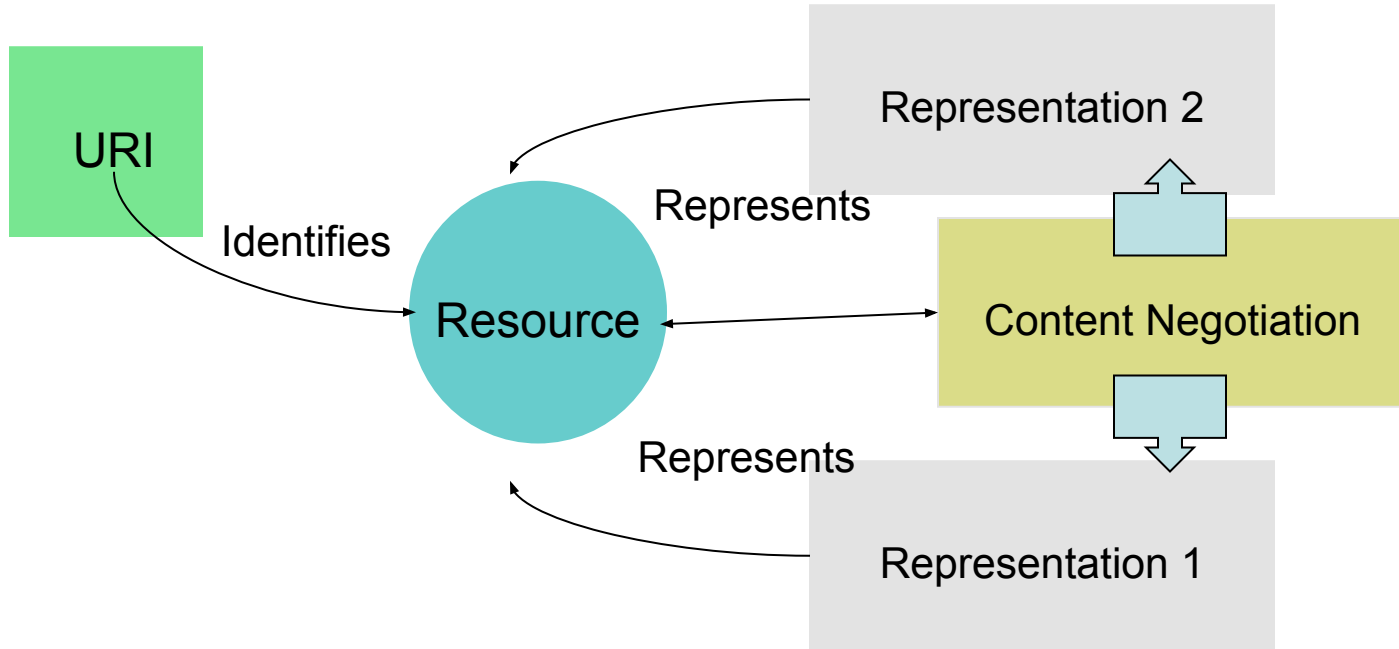 Representation 2
URI
Represents
Identifies
Resource
Content Negotiation
Represents
Representation 1